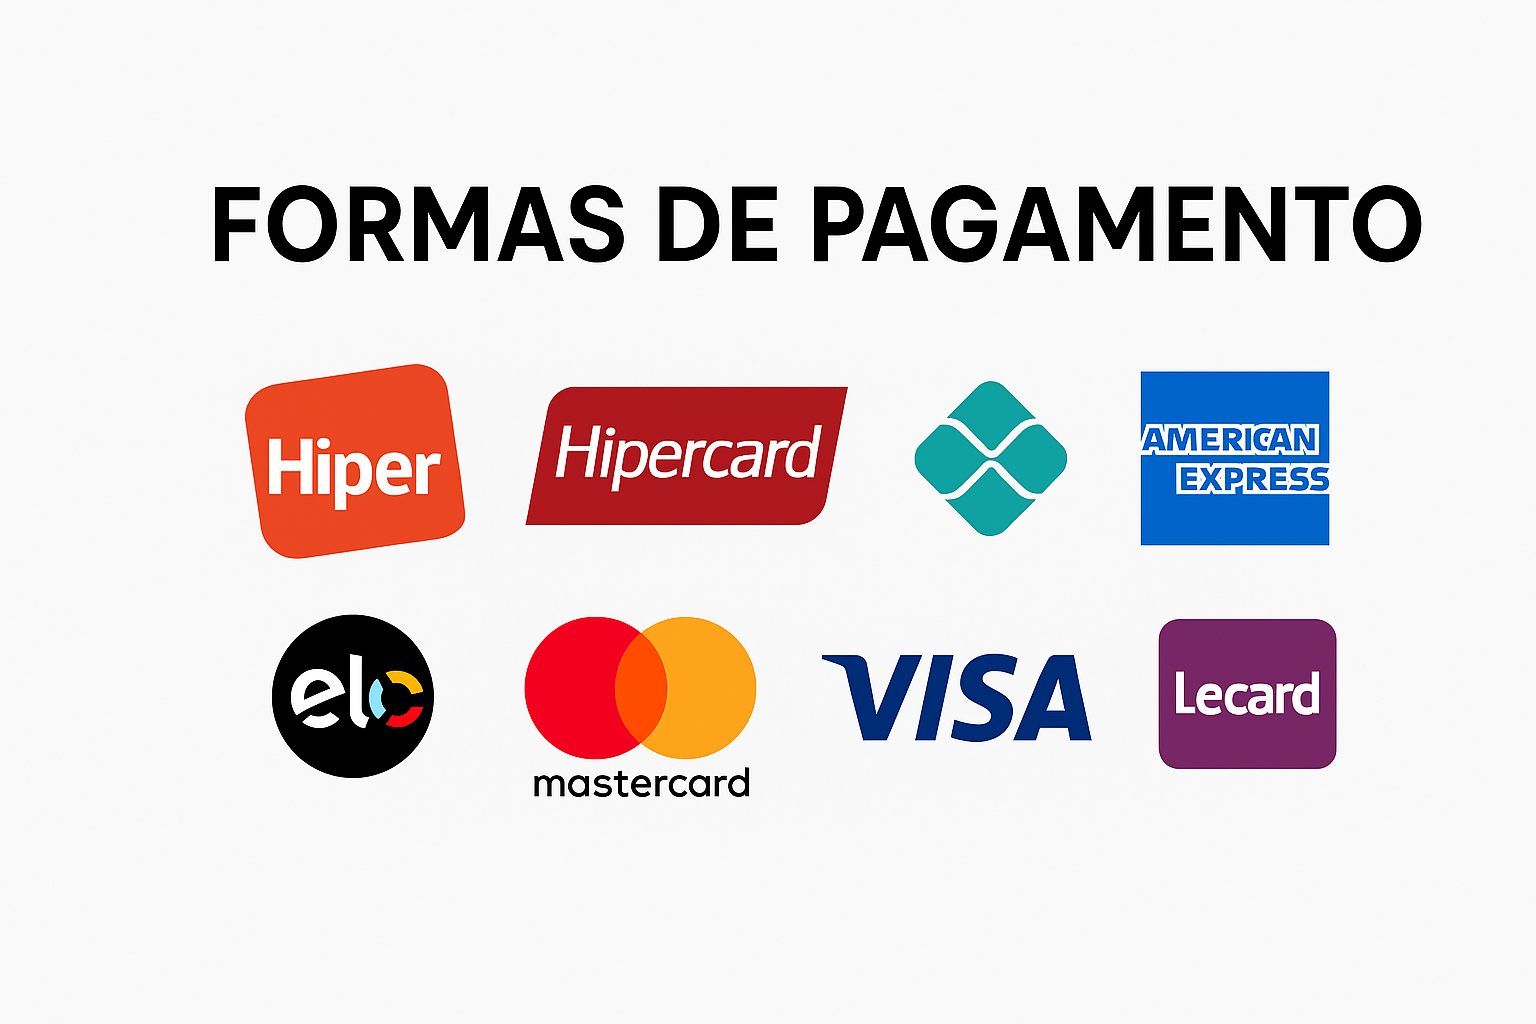 FORMAS DE PAGAMENTO
Hiper
Hipercard
AMERICAN
EXPRESS
elo
mastercard
VISA
Lecard